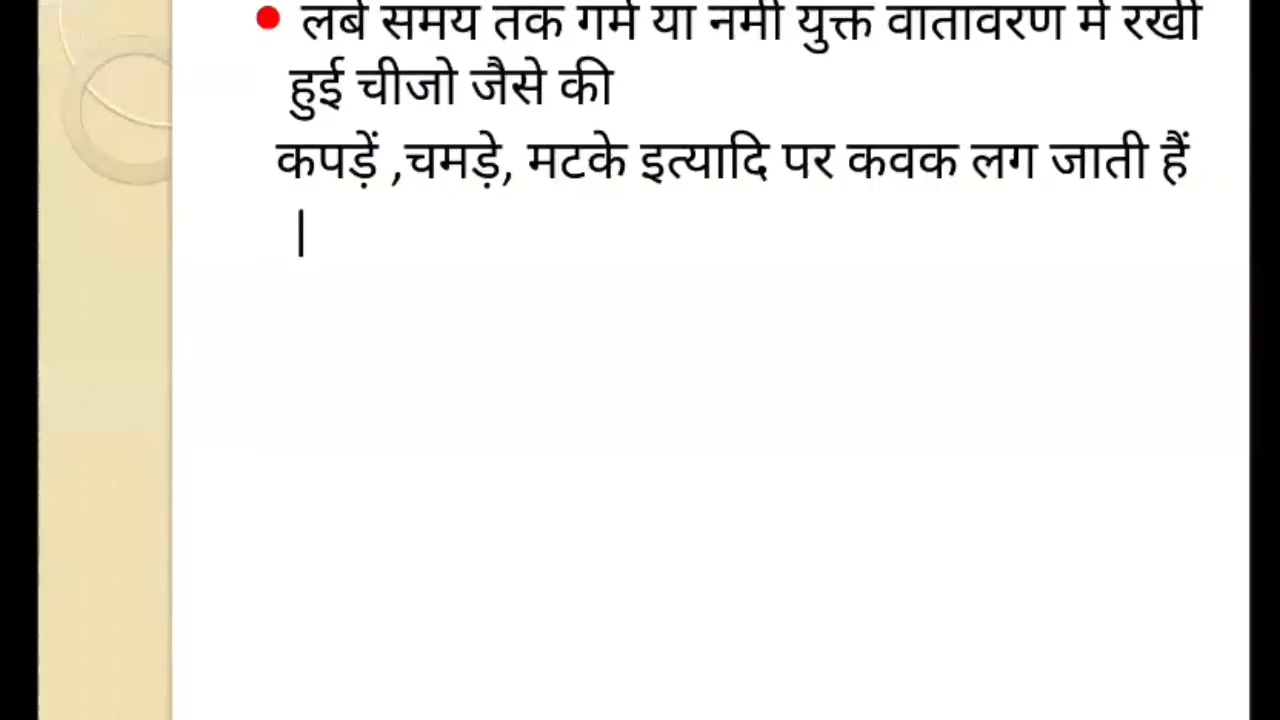 लंबे समय तक गर्म या नमी युक्त वातावरण में रखी
हुई चीजो जैसे की
कपड़ें ,चमड़े, मटके इत्यादि पर कवक लग जाती हैं
|